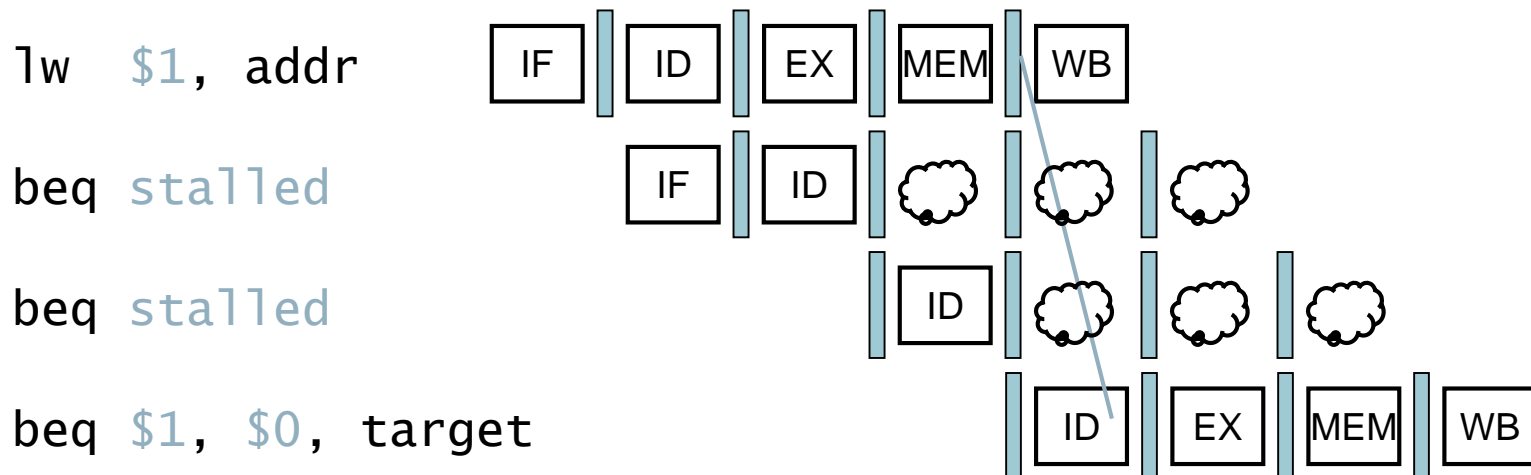 lw $1, addr IF ID EX MEM WB
beq stalled IF ID
beq stalled ID
beq $1, $0, target ID EX MEM WB